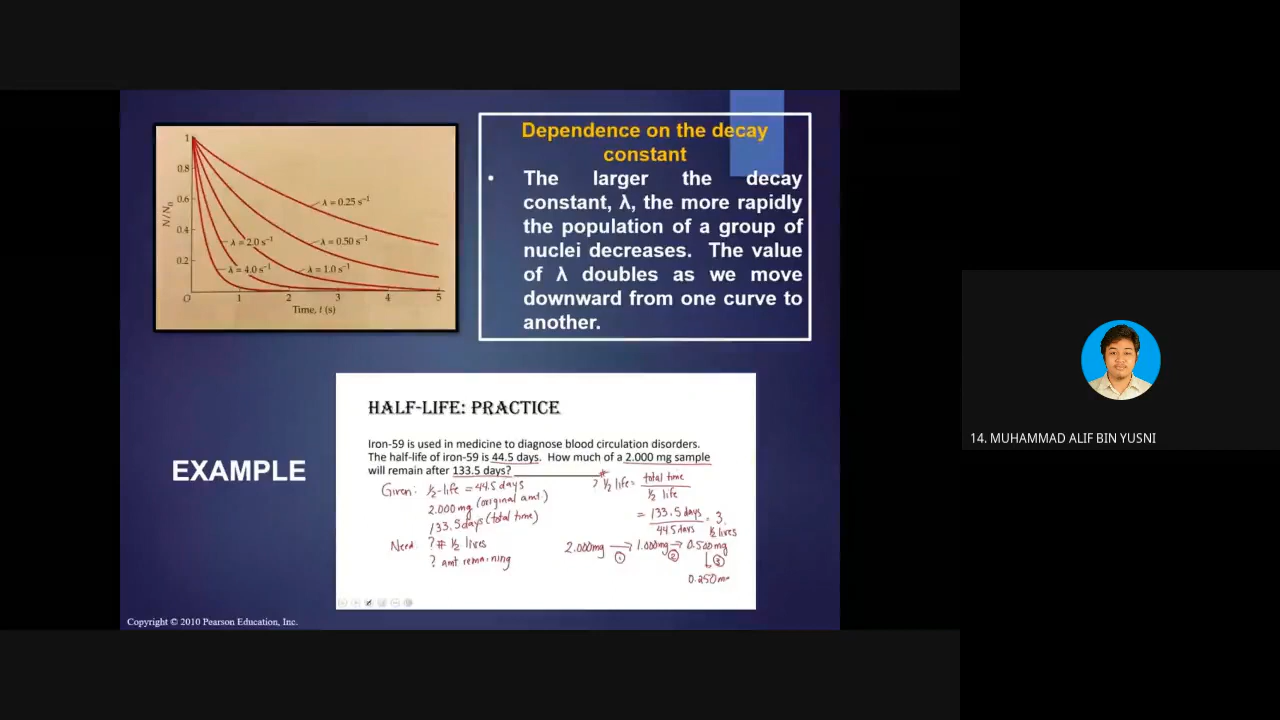 Dependence on the decay
constant
• The larger the decay
constant, λ, the more rapidly
the population of a group of
nuclei decreases. The value
of λ doubles as we move
downward from one curve to
another.
1
0.8
0.6
0.4
0.2
O
N/N₀
λ = 0.25 s⁻¹
λ = 0.50 s⁻¹
λ = 2.0 s⁻¹
λ = 4.0 s⁻¹
λ = 1.0 s⁻¹
1 2 3 4 5
Time, t (s)
EXAMPLE
HALF-LIFE: PRACTICE
Iron-59 is used in medicine to diagnose blood circulation disorders.
The half-life of iron-59 is 44.5 days. How much of a 2.000 mg sample
will remain after 133.5 days?
Given: ½-life = 44.5 days
2.000 mg (original amt.)
133.5 days (total time)
Need: ? # ½ lives
? amt remaining
? # ½ life = total time
½ life
= 133.5 days = 3
44.5 days ½ lives
2.000mg → 1.000mg → 0.500mg
① ② ③
0.250m
Copyright © 2010 Pearson Education, Inc.
14. MUHAMMAD ALIF BIN YUSNI